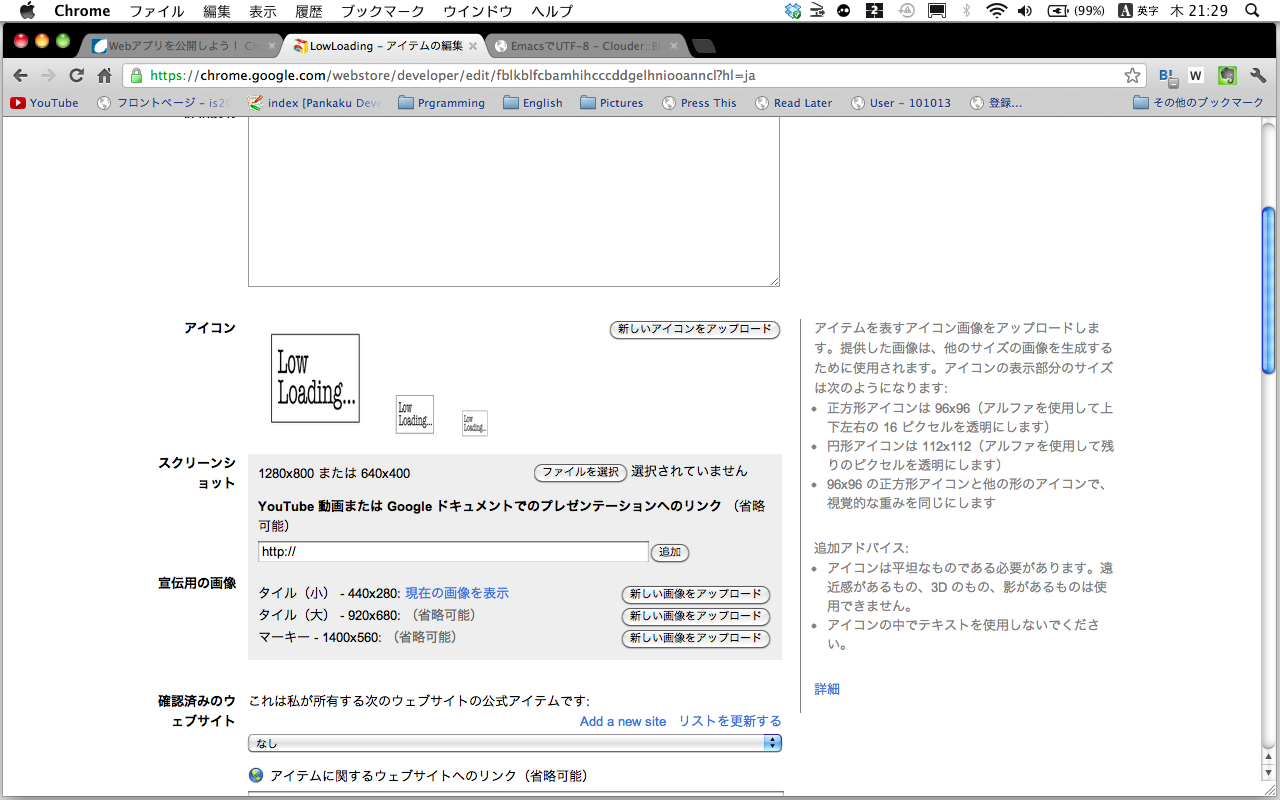 Chrome ファイル 編集 表示 履歴 ブックマーク ウインドウ ヘルプ (99%) A 英字 木 21:29
Webアプリを公開しよう! Ch LowLoading - アイテムの編集 EmacsでUTF-8 - Clouder::Bl
https://chrome.google.com/webstore/developer/edit/fblkblfcbamhihcccddgelhniooanncl?hl=ja B! W
YouTube フロントページ - is20 index [Pankaku Deve Prgramming English Pictures Press This Read Later User - 101013 登録... その他のブックマーク
アイコン
Low
Loading...
Low
Loading...
Low
Loading...
新しいアイコンをアップロード
アイテムを表すアイコン画像をアップロードしま
す。提供した画像は、他のサイズの画像を生成する
ために使用されます。アイコンの表示部分のサイズ
は次のようになります:
• 正方形アイコンは 96x96（アルファを使用して上
下左右の 16 ピクセルを透明にします）
• 円形アイコンは 112x112（アルファを使用して残
りのピクセルを透明にします）
• 96x96 の正方形アイコンと他の形のアイコンで、
視覚的な重みを同じにします
追加アドバイス:
• アイコンは平坦なものである必要があります。遠
近感があるもの、3D のもの、影があるものは使
用できません。
• アイコンの中でテキストを使用しないでくださ
い。
詳細
スクリーンシ
ョット
1280x800 または 640x400 ファイルを選択 選択されていません
YouTube 動画または Google ドキュメントでのプレゼンテーションへのリンク （省略
可能）
http:// 追加
宣伝用の画像
タイル（小） - 440x280: 現在の画像を表示 新しい画像をアップロード
タイル（大） - 920x680: （省略可能） 新しい画像をアップロード
マーキー - 1400x560: （省略可能） 新しい画像をアップロード
確認済みのウ
ェブサイト
これは私が所有する次のウェブサイトの公式アイテムです:
Add a new site リストを更新する
なし
アイテムに関するウェブサイトへのリンク（省略可能）